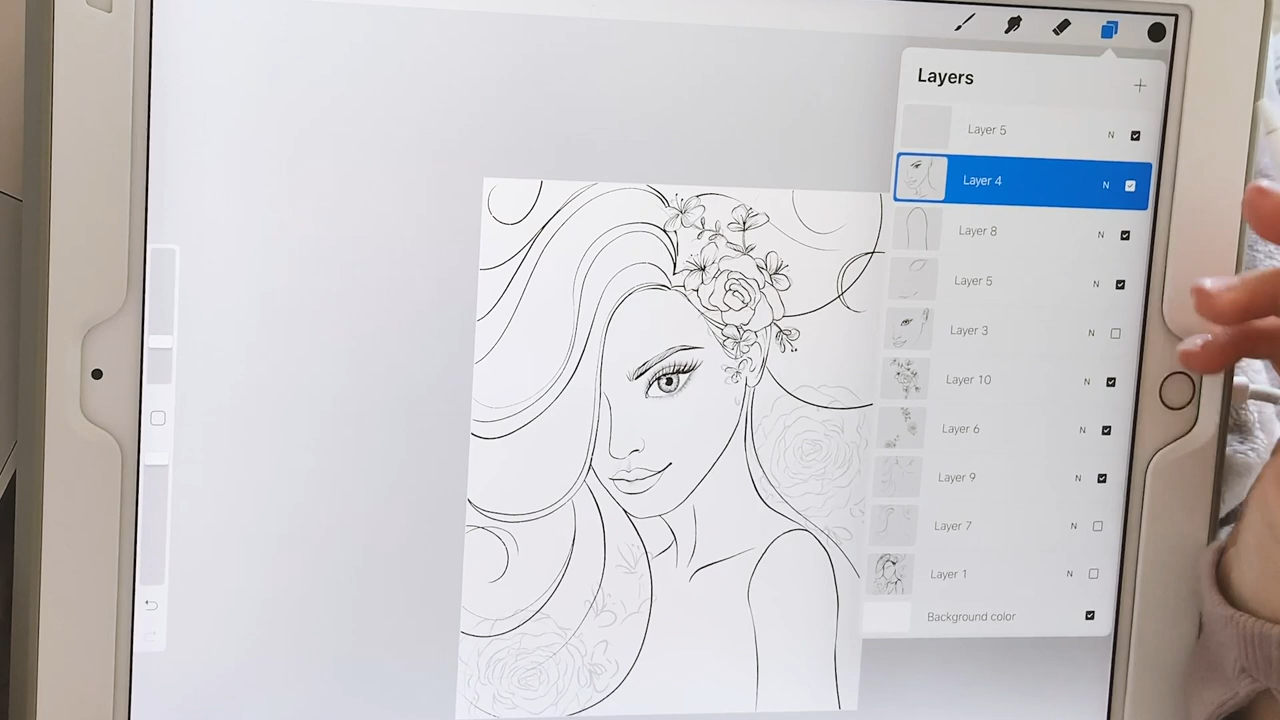 Layers
Layer 5 N
Layer 4 N
Layer 8 N
Layer 5 N
Layer 3 N
Layer 10 N
Layer 6 N
Layer 9 N
Layer 7 N
Layer 1 N
Background color